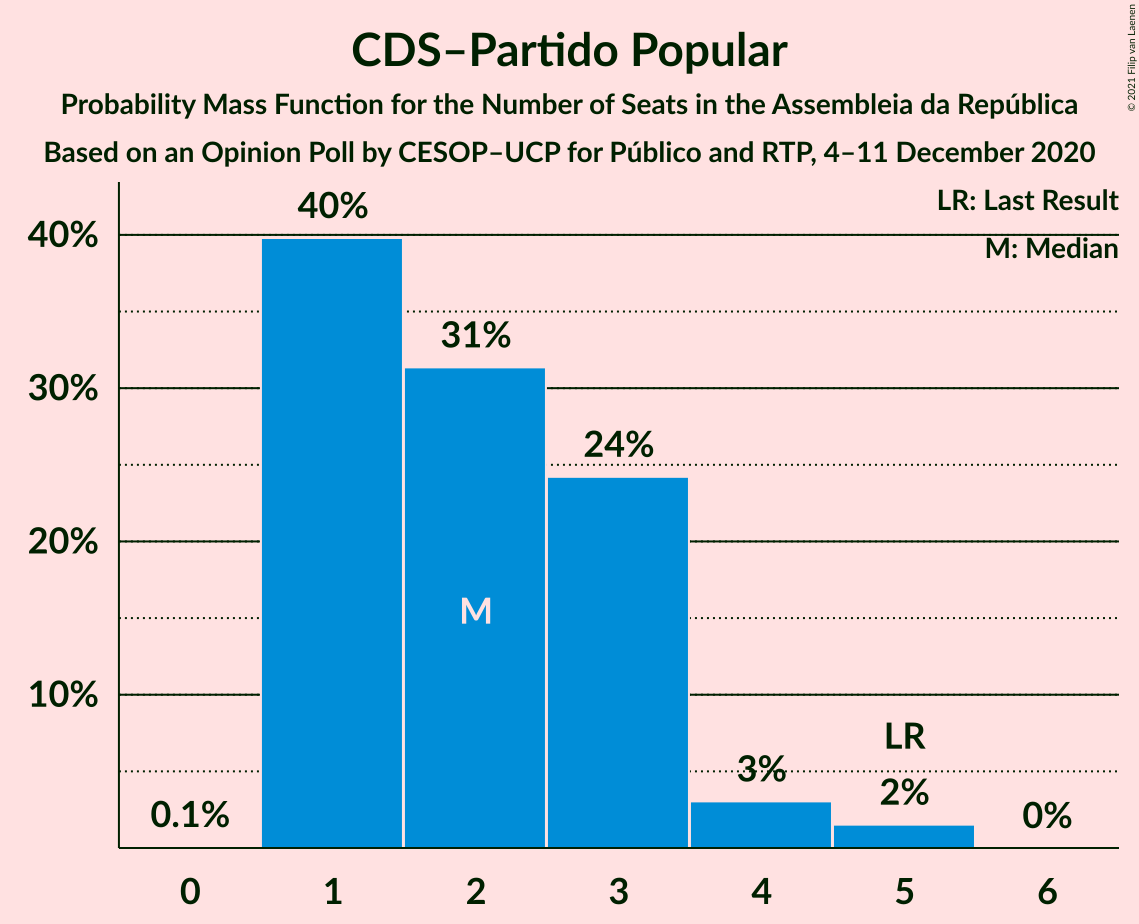 CDS–Partido Popular
Probability Mass Function for the Number of Seats in the Assembleia da República
Based on an Opinion Poll by CESOP–UCP for Público and RTP, 4–11 December 2020
© 2021 Filip van Laenen
LR: Last Result
M: Median
40%
30%
20%
10%
0.1%
40%
31%
24%
3%
2%
0%
M
LR
0 1 2 3 4 5 6